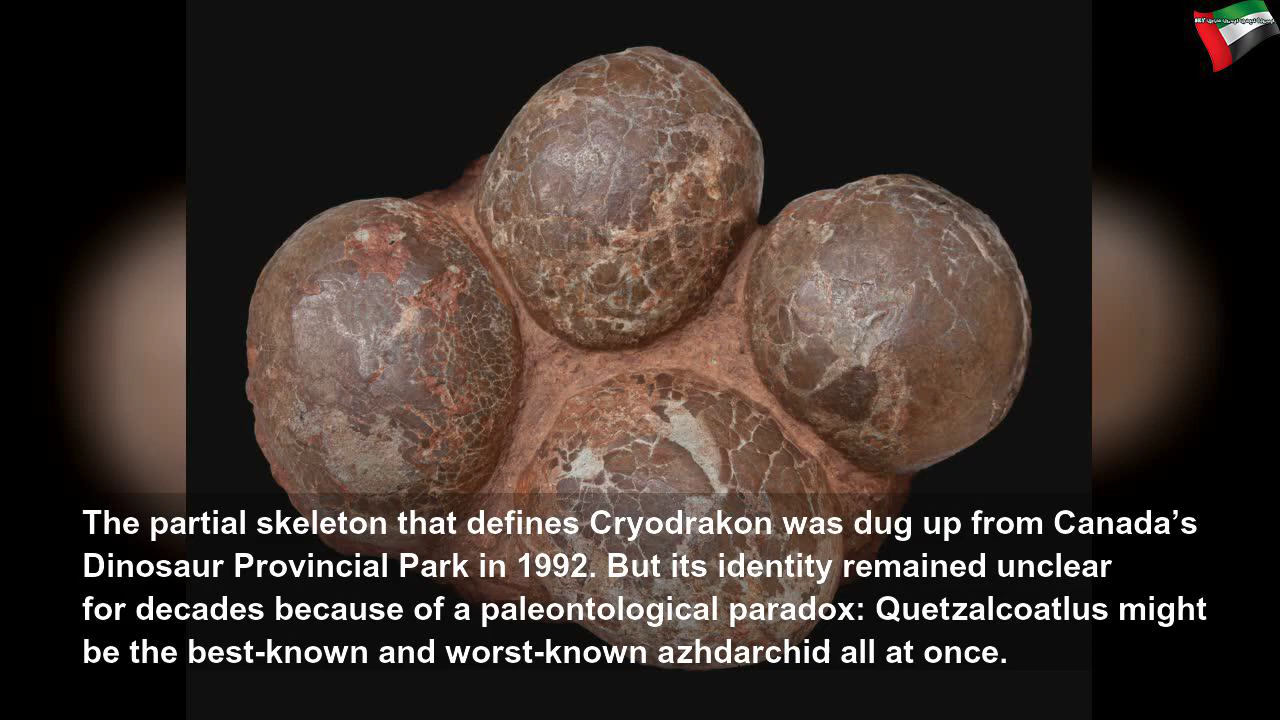 The partial skeleton that defines Cryodrakon was dug up from Canada’s
Dinosaur Provincial Park in 1992. But its identity remained unclear
for decades because of a paleontological paradox: Quetzalcoatlus might
be the best-known and worst-known azhdarchid all at once.